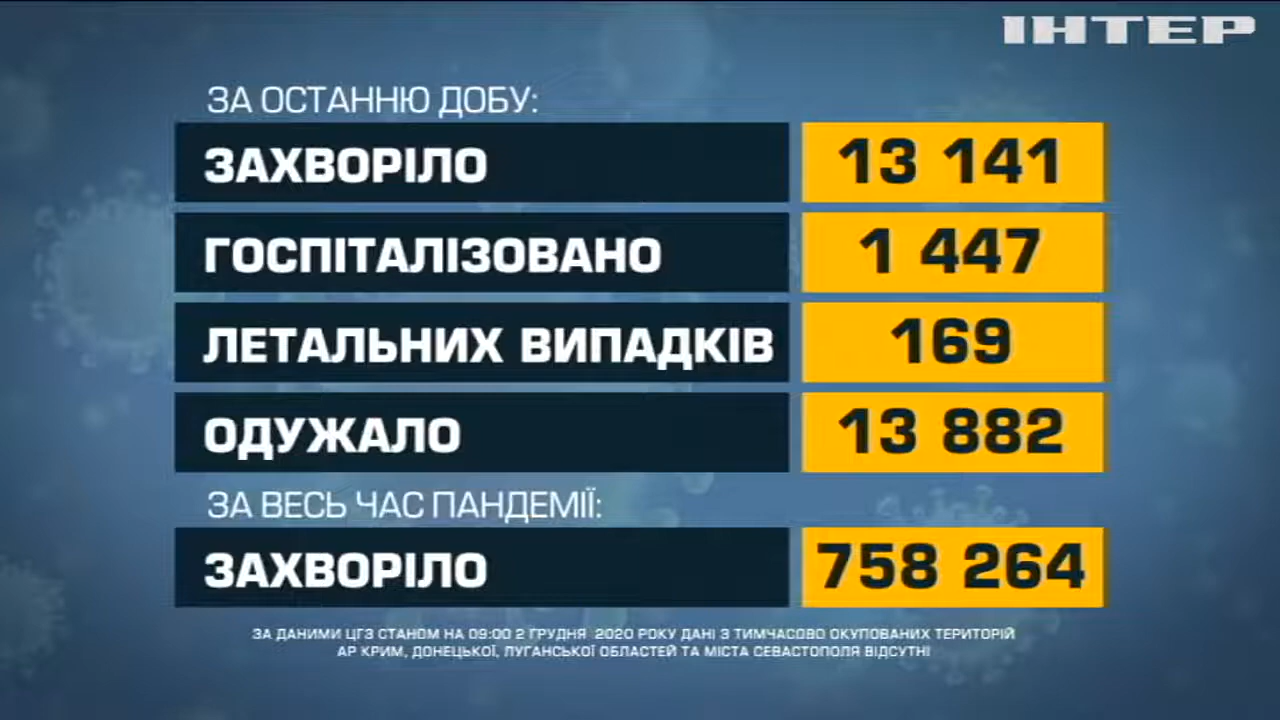 ІНТЕР
ЗА ОСТАННЮ ДОБУ:
ЗАХВОРІЛО 13 141
ГОСПІТАЛІЗОВАНО 1 447
ЛЕТАЛЬНИХ ВИПАДКІВ 169
ОДУЖАЛО 13 882
ЗА ВЕСЬ ЧАС ПАНДЕМІЇ:
ЗАХВОРІЛО 758 264
ЗА ДАНИМИ ЦГЗ СТАНОМ НА 09:00 2 ГРУДНЯ 2020 РОКУ ДАНІ З ТИМЧАСОВО ОКУПОВАНИХ ТЕРИТОРІЙ
АР КРИМ, ДОНЕЦЬКОЇ, ЛУГАНСЬКОЇ ОБЛАСТЕЙ ТА МІСТА СЕВАСТОПОЛЯ ВІДСУТНІ